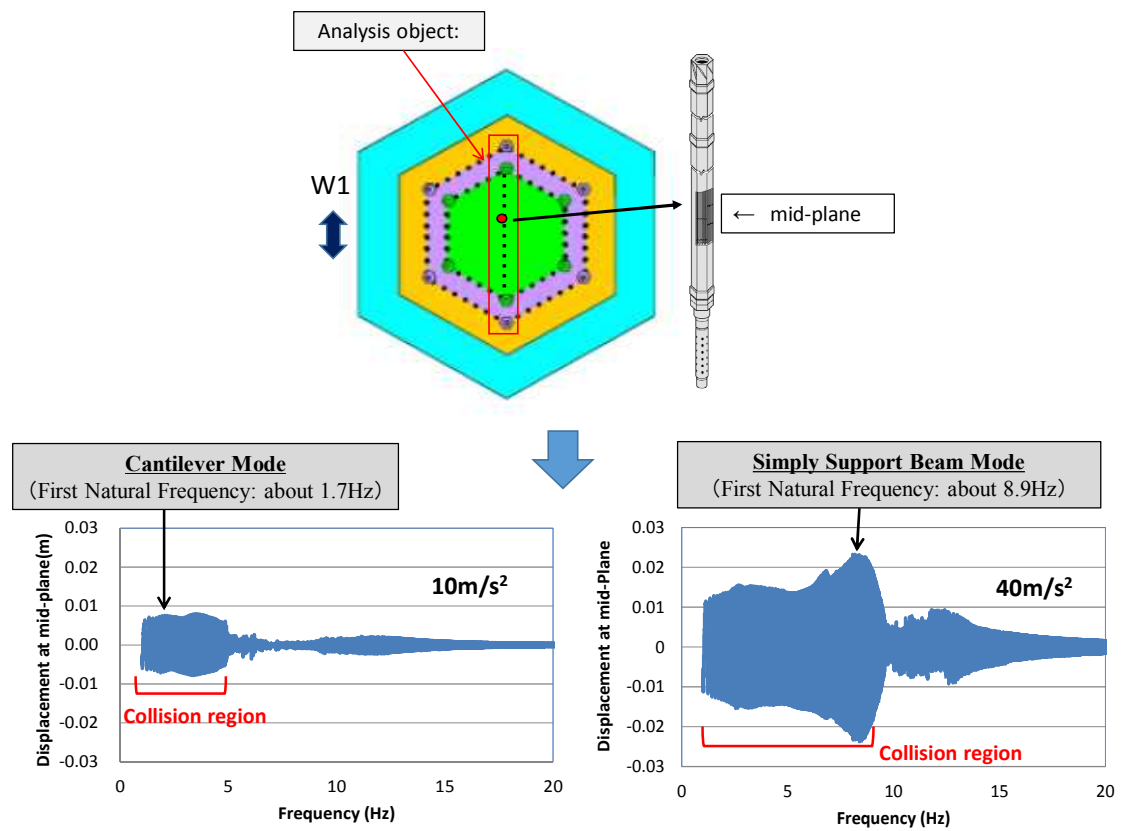 Analysis object:
W1
← mid-plane
Cantilever Mode
(First Natural Frequency: about 1.7Hz)
Simply Support Beam Mode
(First Natural Frequency: about 8.9Hz)
Displacement at mid-plane(m)
0.03
0.02
0.01
0.00
-0.01
-0.02
-0.03
10m/s²
Collision region
0 5 10 15 20
Frequency (Hz)
Displacement at mid-Plane
0.03
0.02
0.01
0
-0.01
-0.02
-0.03
40m/s²
Collision region
0 5 10 15 20
Frequency (Hz)